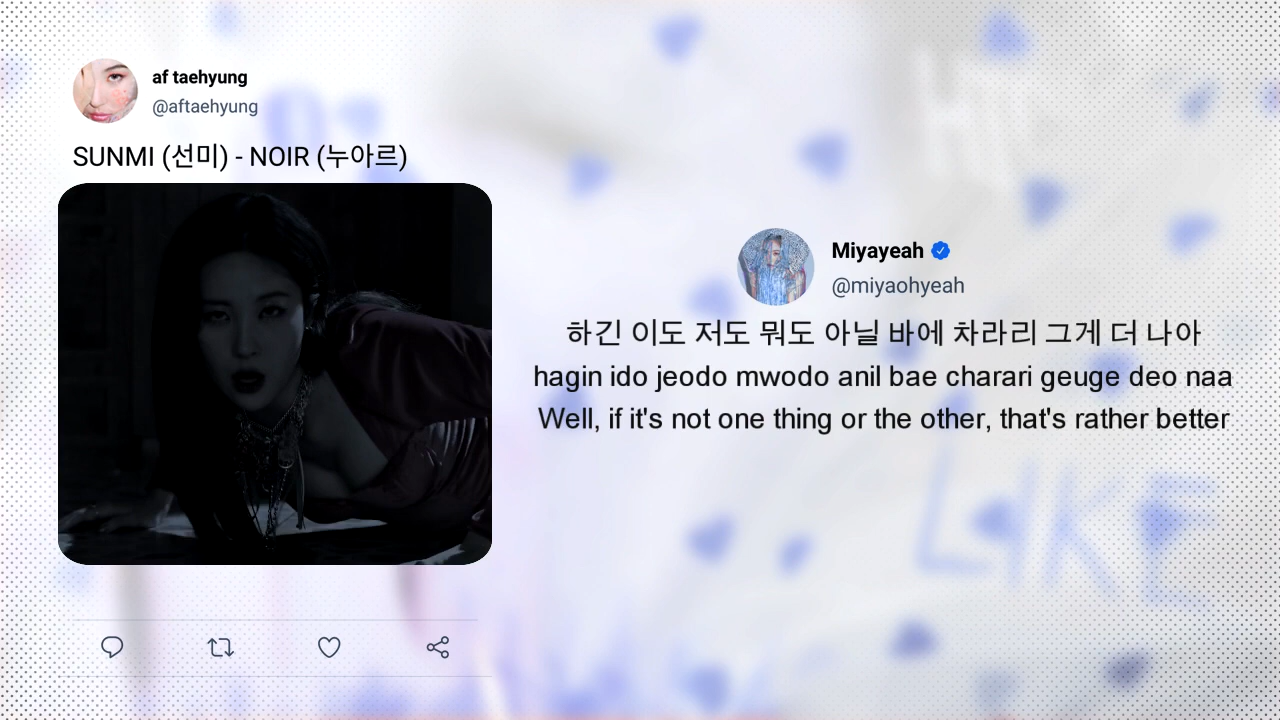 af taehyung
@aftaehyung
SUNMI (선미) - NOIR (누아르)
Miyayeah
@miyaohyeah
하긴 이도 저도 뭐도 아닐 바에 차라리 그게 더 나아
hagin ido jeodo mwodo anil bae charari geuge deo naa
Well, if it's not one thing or the other, that's rather better
LIKE